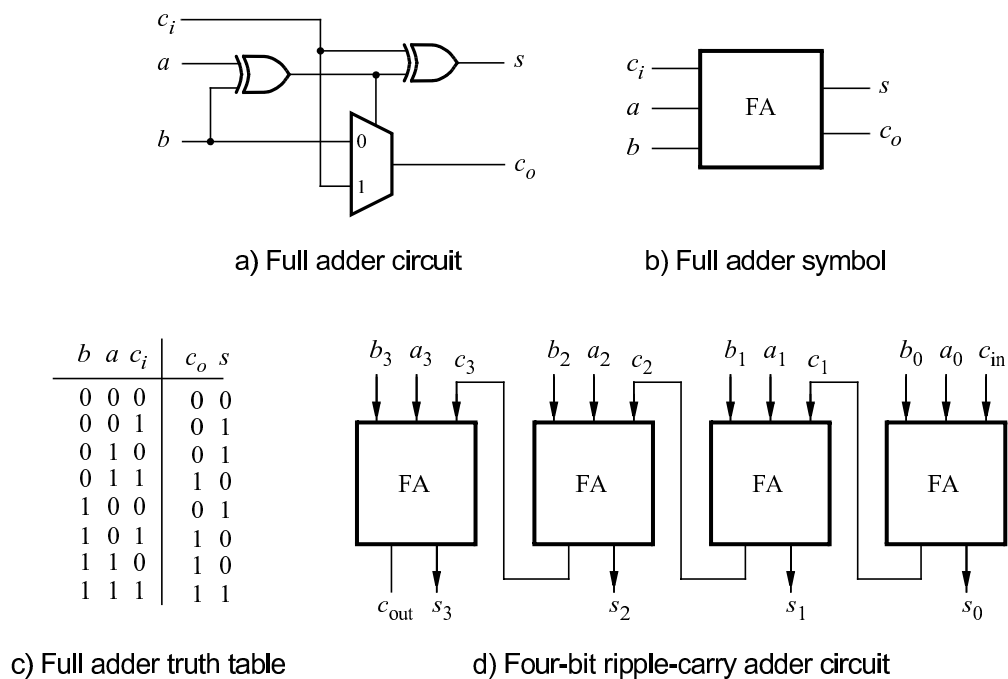 c_i
a
b
0
1
s
c_o
a) Full adder circuit
c_i
a
b
FA
s
c_o
b) Full adder symbol
b a c_i c_o s
0 0 0 0 0
0 0 1 0 1
0 1 0 0 1
0 1 1 1 0
1 0 0 0 1
1 0 1 1 0
1 1 0 1 0
1 1 1 1 1
c) Full adder truth table
b_3 a_3 c_3 b_2 a_2 c_2 b_1 a_1 c_1 b_0 a_0 c_in
FA FA FA FA
c_out s_3 s_2 s_1 s_0
d) Four-bit ripple-carry adder circuit